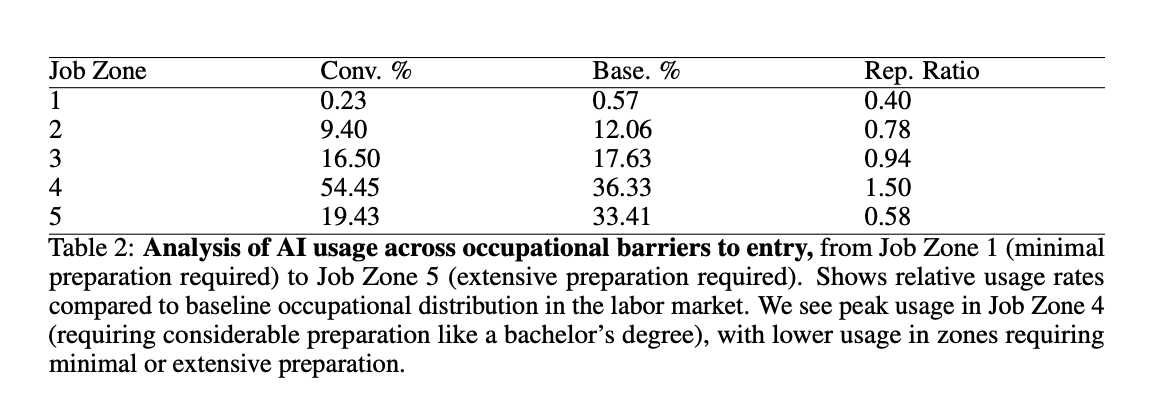 Job Zone Conv. % Base. % Rep. Ratio
1 0.23 0.57 0.40
2 9.40 12.06 0.78
3 16.50 17.63 0.94
4 54.45 36.33 1.50
5 19.43 33.41 0.58
Table 2: Analysis of AI usage across occupational barriers to entry, from Job Zone 1 (minimal
preparation required) to Job Zone 5 (extensive preparation required). Shows relative usage rates
compared to baseline occupational distribution in the labor market. We see peak usage in Job Zone 4
(requiring considerable preparation like a bachelor’s degree), with lower usage in zones requiring
minimal or extensive preparation.